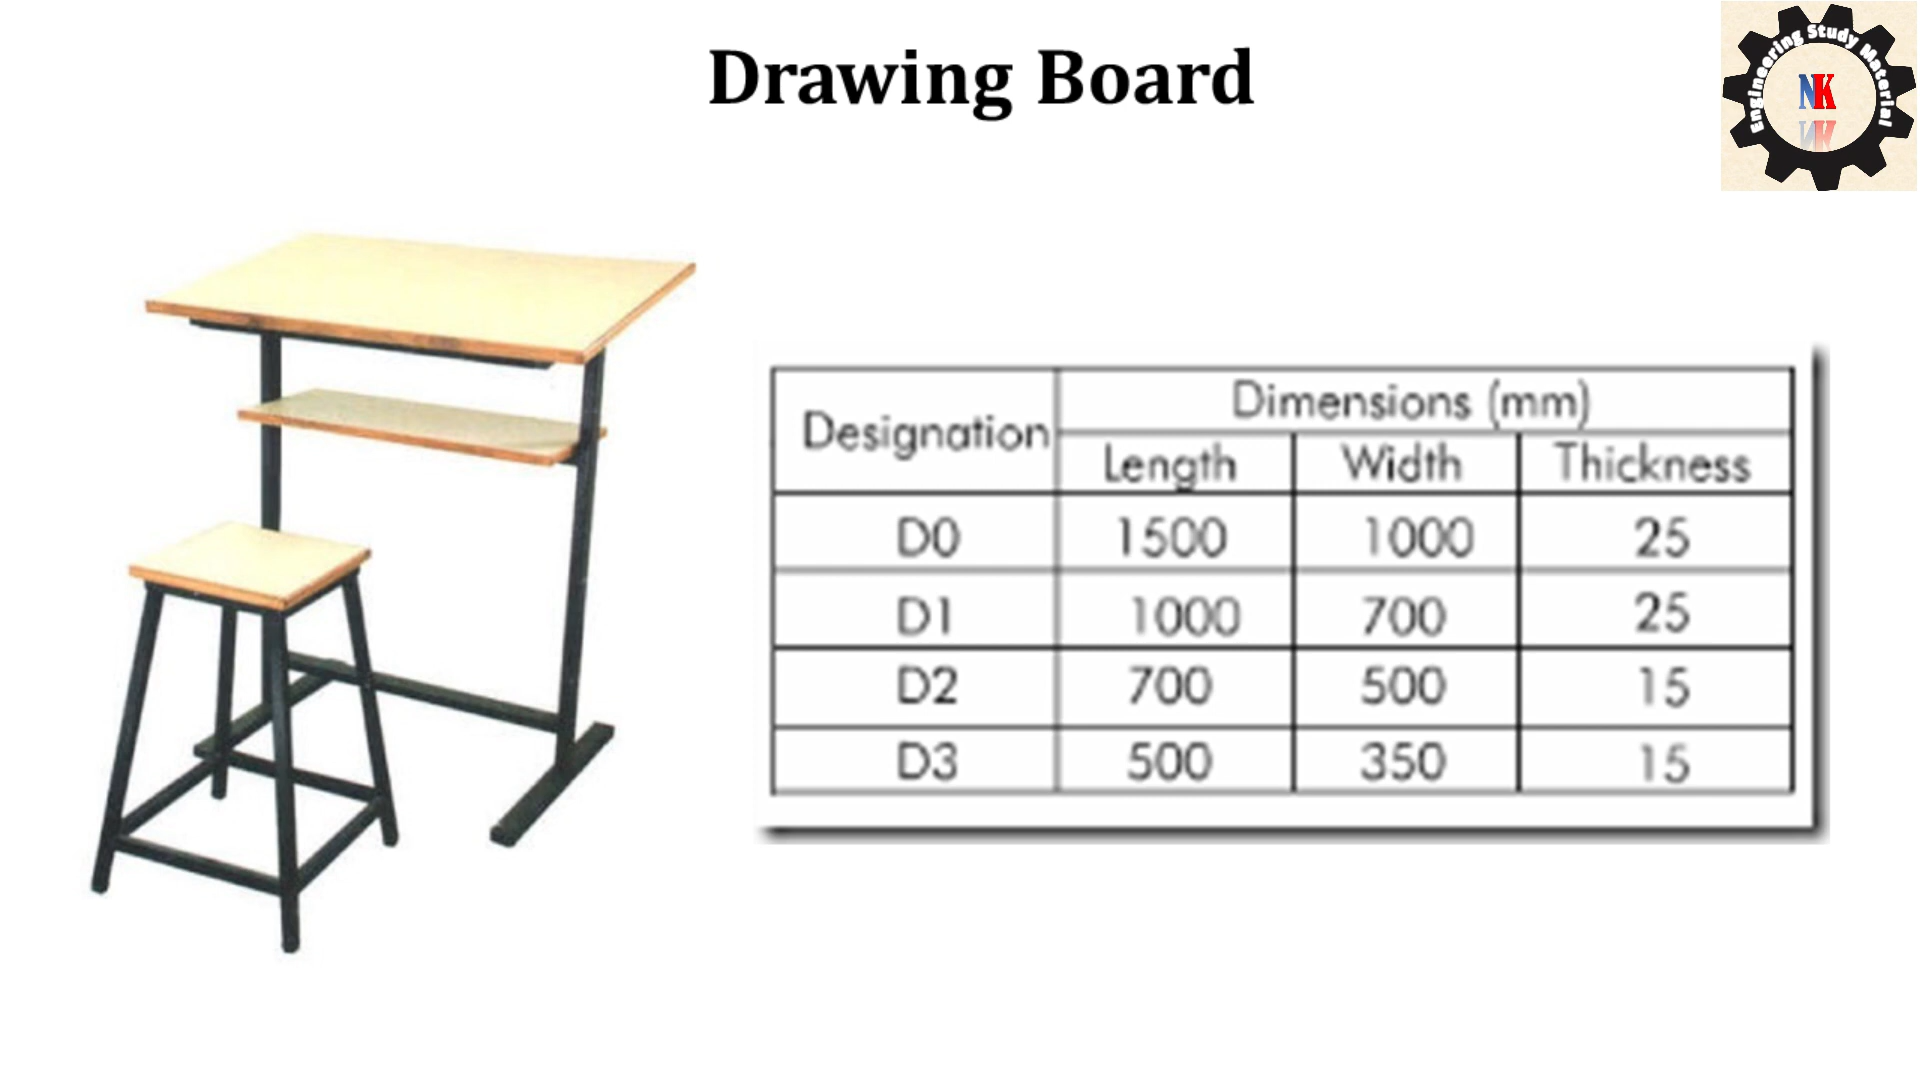 Drawing Board
Engineering Study Material
NK
Designation
Dimensions (mm)
Length Width Thickness
D0 1500 1000 25
D1 1000 700 25
D2 700 500 15
D3 500 350 15